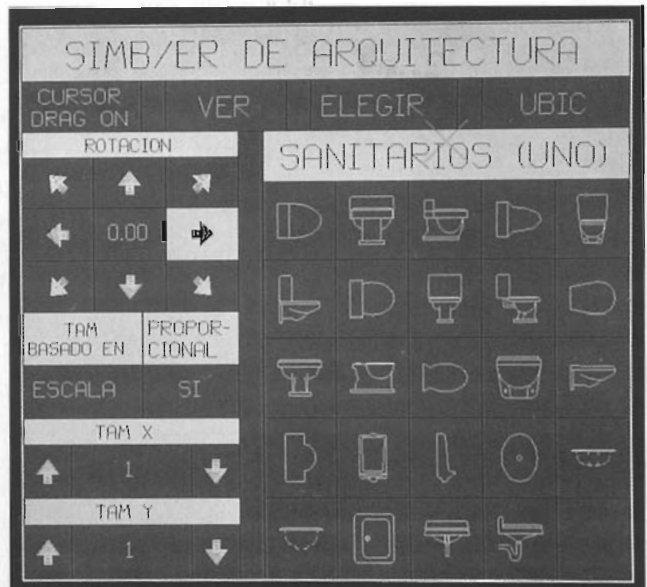 SIMB/ER DE ARQUITECTURA
CURSOR
DRAG ON
VER
ELEGIR
UBIC
ROTACION
SANITARIOS (UNO)
0.00
TAM
BASADO EN
PROPOR-
CIONAL
ESCALA
SI
TAM X
1
TAM Y
1